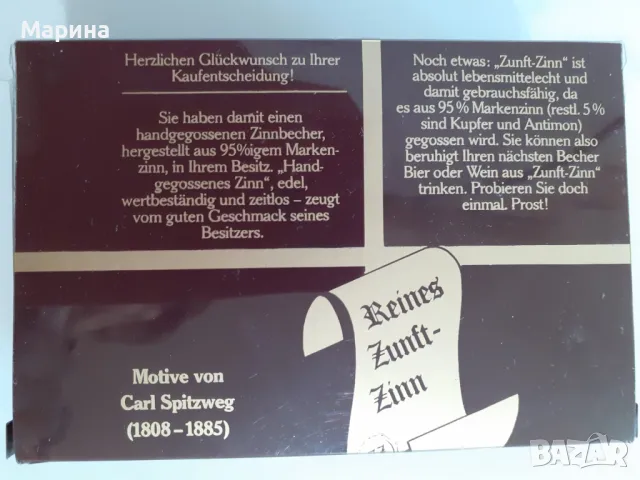 Марина
Herzlichen Glückwunsch zu Ihrer
Kaufentscheidung!
Sie haben damit einen
handgegossenen Zinnbecher,
hergestellt aus 95%igem Marken-
zinn, in Ihrem Besitz. „Hand-
gegossenes Zinn“, edel,
wertbeständig und zeitlos – zeugt
vom guten Geschmack seines
Besitzers.
Noch etwas: „Zunft-Zinn“ ist
absolut lebensmittelecht und
damit gebrauchsfähig, da
es aus 95% Markenzinn (restl. 5%
sind Kupfer und Antimon)
gegossen wird. Sie können also
beruhigt Ihren nächsten Becher
Bier oder Wein aus „Zunft-Zinn“
trinken. Probieren Sie doch
einmal. Prost!
Reines
Zunft-
Zinn
Motive von
Carl Spitzweg
(1808–1885)
BAZAR